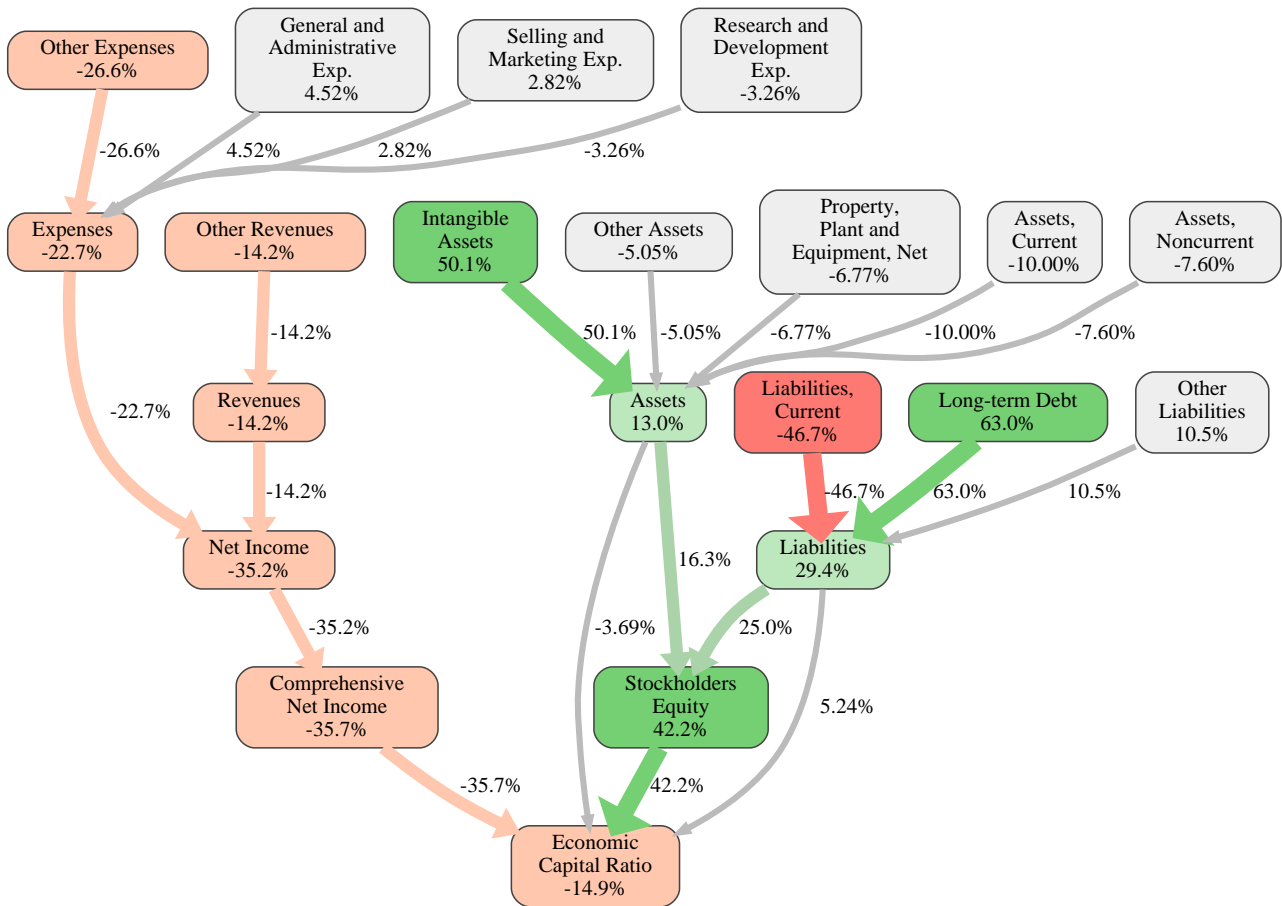 Other Expenses
-26.6%
General and
Administrative
Exp.
4.52%
Selling and
Marketing Exp.
2.82%
Research and
Development
Exp.
-3.26%
-26.6%
4.52%
2.82%
-3.26%
Expenses
-22.7%
Other Revenues
-14.2%
Intangible
Assets
50.1%
Other Assets
-5.05%
Property,
Plant and
Equipment, Net
-6.77%
Assets,
Current
-10.00%
Assets,
Noncurrent
-7.60%
-14.2%
50.1%
-5.05%
-6.77%
-10.00%
-7.60%
-22.7%
Revenues
-14.2%
Assets
13.0%
Liabilities,
Current
-46.7%
Long-term Debt
63.0%
Other
Liabilities
10.5%
-14.2%
-46.7%
63.0%
10.5%
Net Income
-35.2%
16.3%
Liabilities
29.4%
-35.2%
-3.69%
25.0%
Comprehensive
Net Income
-35.7%
Stockholders
Equity
42.2%
5.24%
-35.7%
42.2%
Economic
Capital Ratio
-14.9%